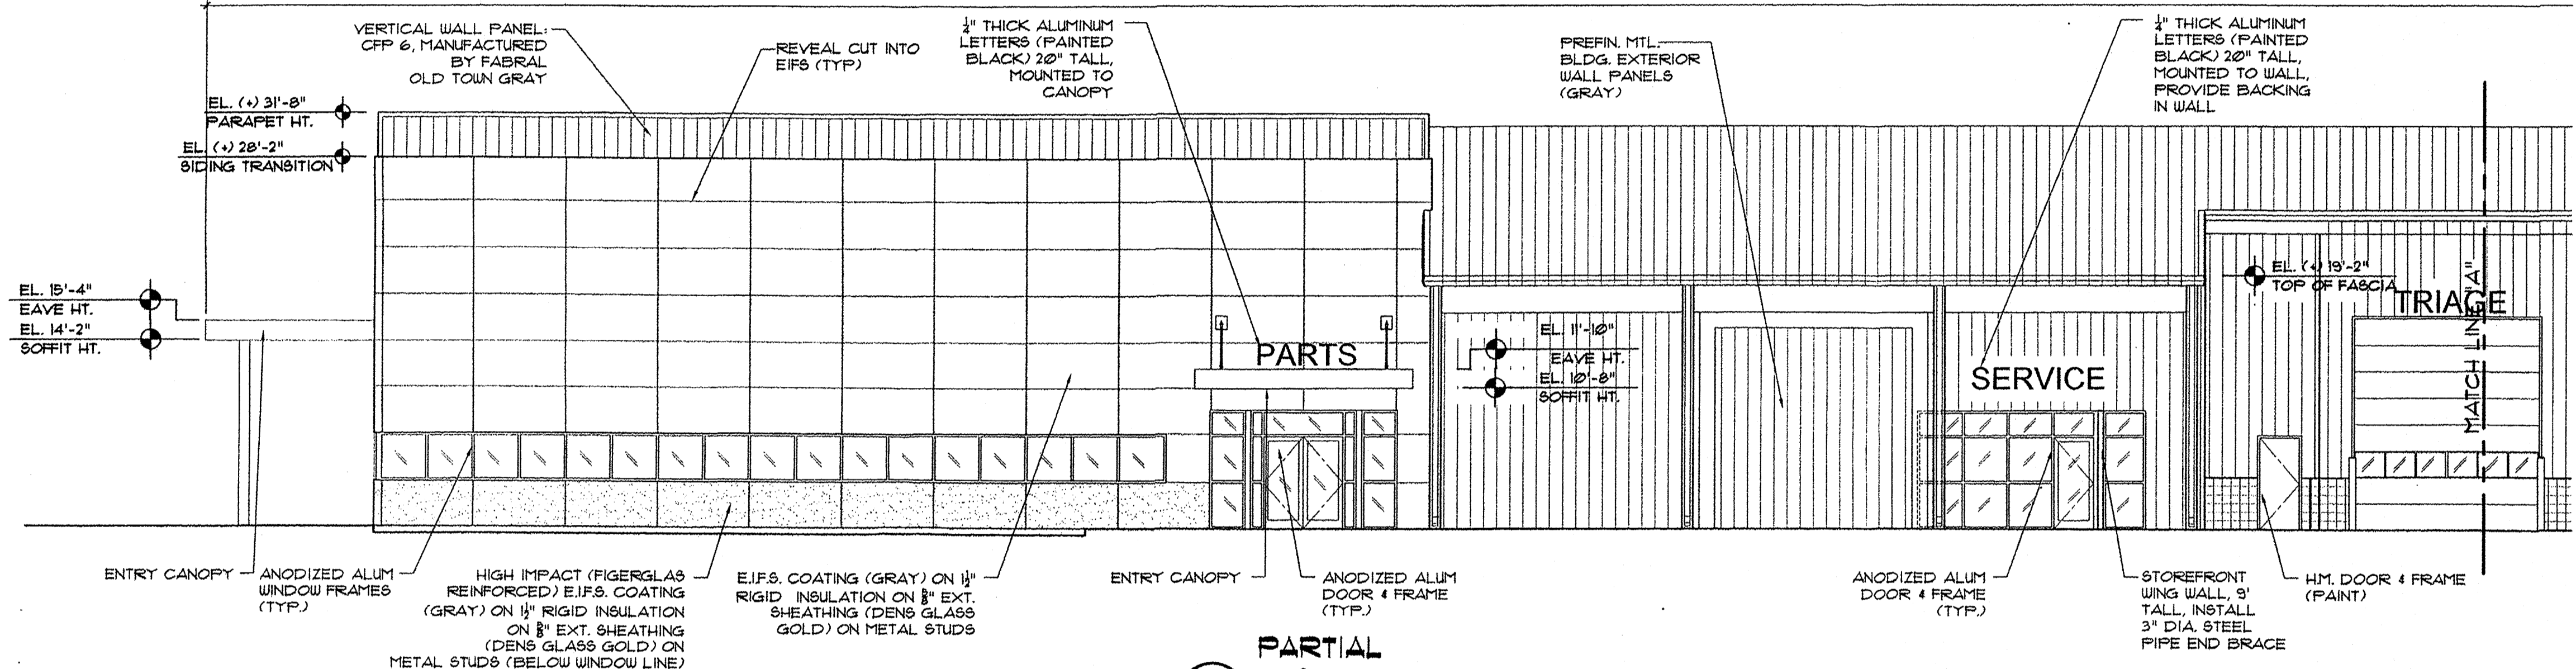 VERTICAL WALL PANEL:
CFP 6, MANUFACTURED
BY FABRAL
OLD TOWN GRAY
REVEAL CUT INTO
EIFS (TYP)
1/4" THICK ALUMINUM
LETTERS (PAINTED
BLACK) 20" TALL,
MOUNTED TO
CANOPY
PREFIN. MTL.
BLDG. EXTERIOR
WALL PANELS
(GRAY)
1/4" THICK ALUMINUM
LETTERS (PAINTED
BLACK) 20" TALL,
MOUNTED TO WALL,
PROVIDE BACKING
IN WALL
EL. (+) 31'-8"
PARAPET HT.
EL. (+) 28'-2"
SIDING TRANSITION
EL. 15'-4"
EAVE HT.
EL. 14'-2"
SOFFIT HT.
PARTS
EL. 11'-10"
EAVE HT.
EL. 10'-8"
SOFFIT HT.
SERVICE
EL. (+) 19'-2"
TOP OF FASCIA
TRIAGE
MATCH LINE "A"
ENTRY CANOPY
ANODIZED ALUM
WINDOW FRAMES
(TYP.)
HIGH IMPACT (FIGERGLAS
REINFORCED) E.I.F.S. COATING
(GRAY) ON 1½" RIGID INSULATION
ON ⅝" EXT. SHEATHING
(DENS GLASS GOLD) ON
METAL STUDS (BELOW WINDOW LINE)
E.I.F.S. COATING (GRAY) ON 1½"
RIGID INSULATION ON ⅝" EXT.
SHEATHING (DENS GLASS
GOLD) ON METAL STUDS
ENTRY CANOPY
ANODIZED ALUM
DOOR & FRAME
(TYP.)
ANODIZED ALUM
DOOR & FRAME
(TYP.)
STOREFRONT
WING WALL, 9'
TALL, INSTALL
3" DIA. STEEL
PIPE END BRACE
H.M. DOOR & FRAME
(PAINT)
PARTIAL